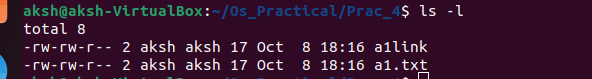 aksh@aksh-VirtualBox:~/Os_Practical/Prac_4$ ls -l
total 8
-rw-rw-r-- 2 aksh aksh 17 Oct  8 18:16 a1link
-rw-rw-r-- 2 aksh aksh 17 Oct  8 18:16 a1.txt